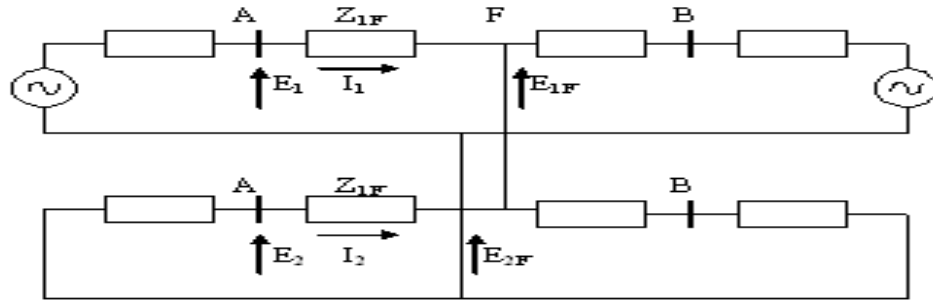 A Z₁F F B
E₁ I₁ E₁F
A Z₁F B
E₂ I₂ E₂F